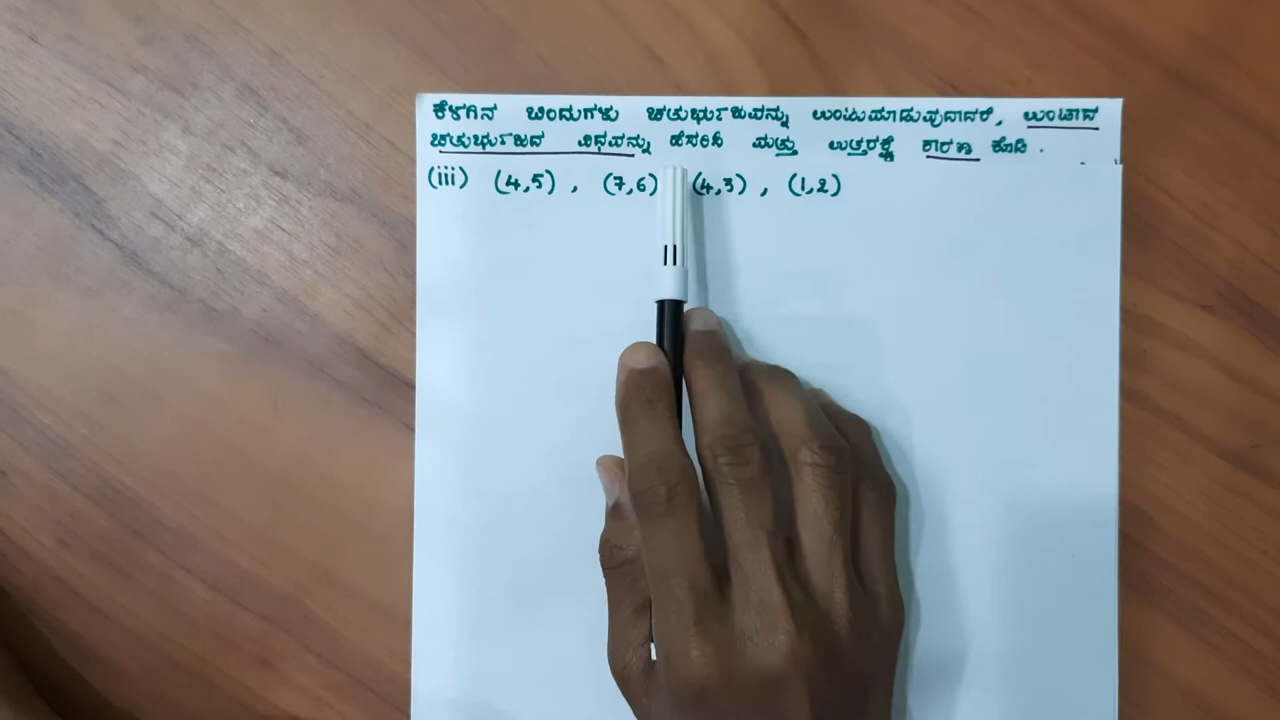 ಕೆಳಗಿನ ಬಿಂದುಗಳು ಚತುರ್ಭುಜವನ್ನು ಉಂಟುಮಾಡುವುದಾದರೆ, ಉಂಟಾದ
ಚತುರ್ಭುಜದ ವಿಧವನ್ನು ಹೆಸರಿಸಿ ಮತ್ತು ಉತ್ತರಕ್ಕೆ ಕಾರಣ ಕೊಡಿ .
(iii) (4,5) , (7,6) (4,3) , (1,2)